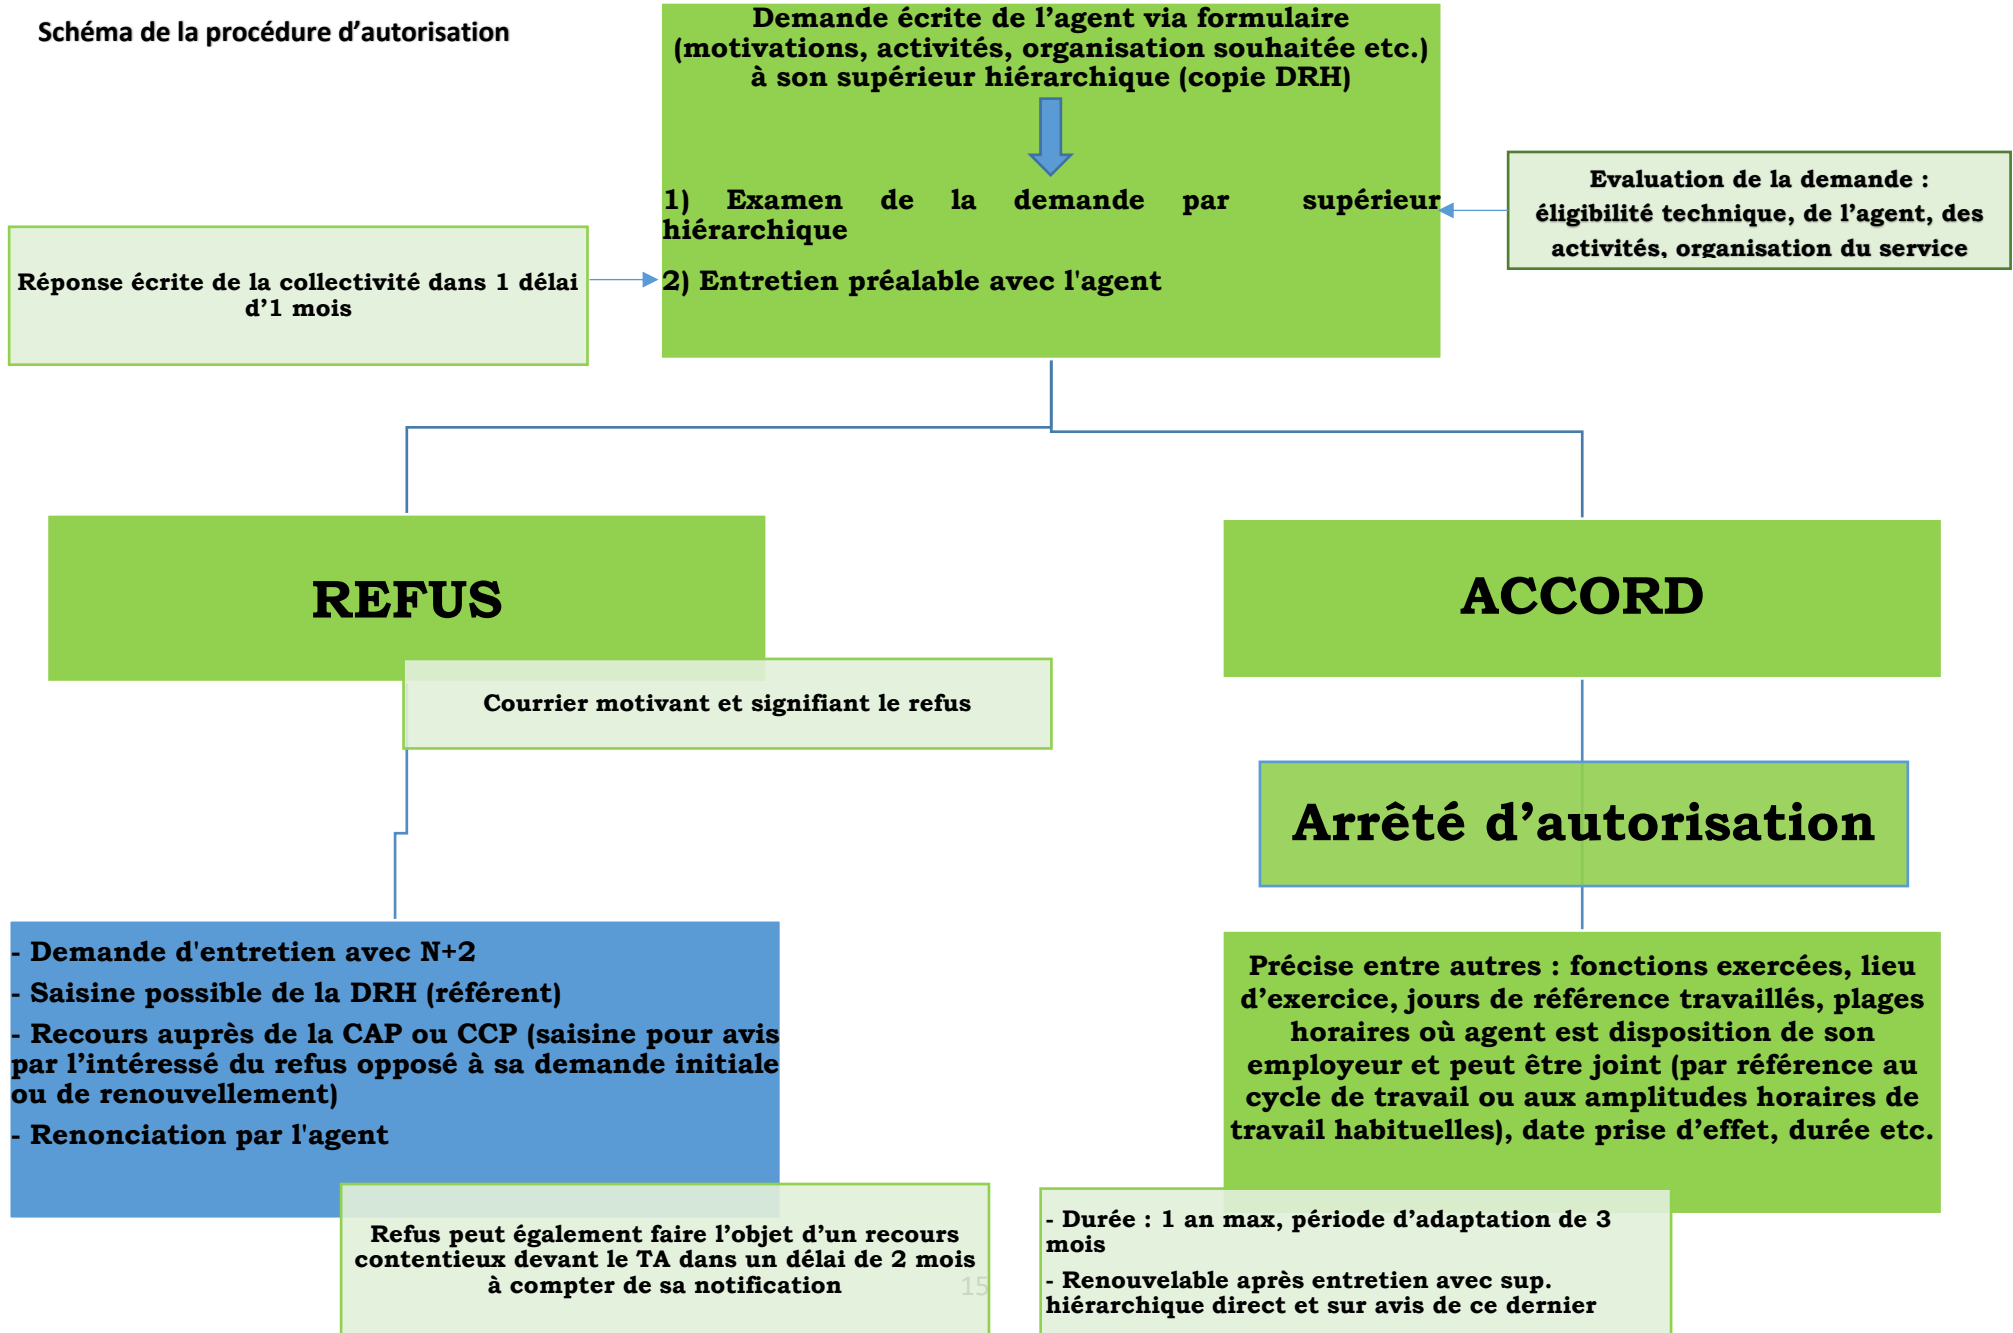 Schéma de la procédure d’autorisation
Demande écrite de l’agent via formulaire
(motivations, activités, organisation souhaitée etc.)
à son supérieur hiérarchique (copie DRH)
1) Examen de la demande par supérieur
hiérarchique
2) Entretien préalable avec l'agent
Evaluation de la demande :
éligibilité technique, de l’agent, des
activités, organisation du service
Réponse écrite de la collectivité dans 1 délai
d’1 mois
REFUS
Courrier motivant et signifiant le refus
ACCORD
Arrêté d’autorisation
- Demande d'entretien avec N+2
- Saisine possible de la DRH (référent)
- Recours auprès de la CAP ou CCP (saisine pour avis
par l’intéressé du refus opposé à sa demande initiale
ou de renouvellement)
- Renonciation par l'agent
Refus peut également faire l’objet d’un recours
contentieux devant le TA dans un délai de 2 mois
à compter de sa notification
15
Précise entre autres : fonctions exercées, lieu
d’exercice, jours de référence travaillés, plages
horaires où agent est disposition de son
employeur et peut être joint (par référence au
cycle de travail ou aux amplitudes horaires de
travail habituelles), date prise d’effet, durée etc.
- Durée : 1 an max, période d’adaptation de 3
mois
- Renouvelable après entretien avec sup.
hiérarchique direct et sur avis de ce dernier